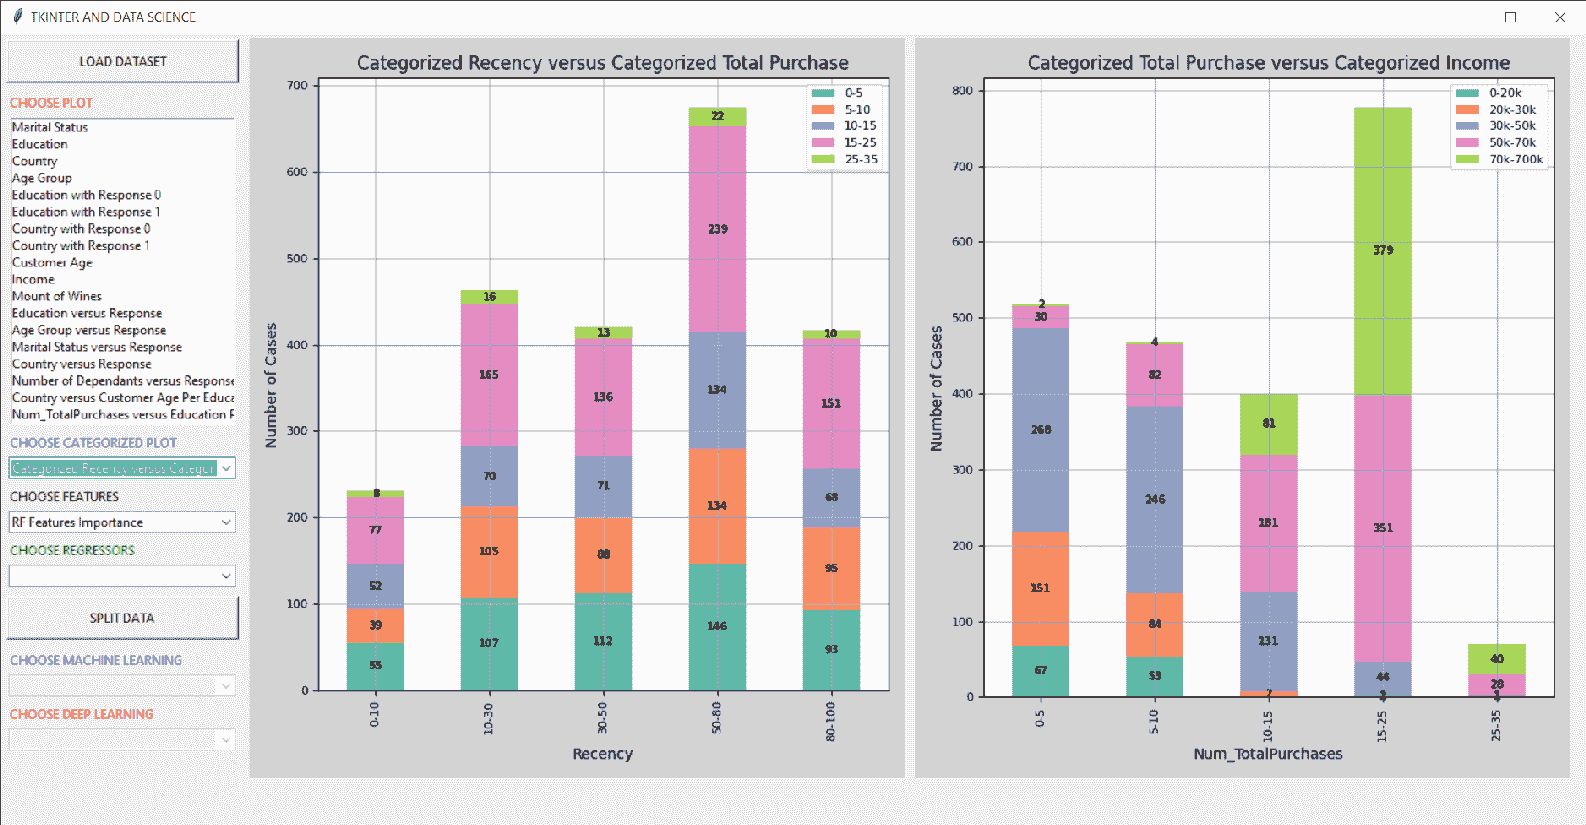 TKINTER AND DATA SCIENCE
LOAD DATASET
CHOOSE PLOT
Marital Status
Education
Country
Age Group
Education with Response 0
Education with Response 1
Country with Response 0
Country with Response 1
Customer Age
Income
Mount of Wines
Education versus Response
Age Group versus Response
Marital Status versus Response
Country versus Response
Number of Dependants versus Response
Country versus Customer Age Per Educa
Num_TotalPurchases versus Education F
CHOOSE CATEGORIZED PLOT
Categorized Recency versus Categor
CHOOSE FEATURES
RF Features Importance
CHOOSE REGRESSORS
SPLIT DATA
CHOOSE MACHINE LEARNING
CHOOSE DEEP LEARNING
Categorized Recency versus Categorized Total Purchase
0-5
5-10
10-15
15-25
25-35
Number of Cases
700
600
500
400
300
200
100
0
8
77
52
39
55
16
165
70
105
107
13
136
71
88
112
22
239
134
134
146
10
151
68
95
93
0-10
10-30
30-50
50-80
80-100
Recency
Categorized Total Purchase versus Categorized Income
0-20k
20k-30k
30k-50k
50k-70k
70k-700k
Number of Cases
800
700
600
500
400
300
200
100
0
2
30
268
151
67
4
82
246
84
53
81
181
131
7
379
351
44
40
28
0-5
5-10
10-15
15-25
25-35
Num_TotalPurchases